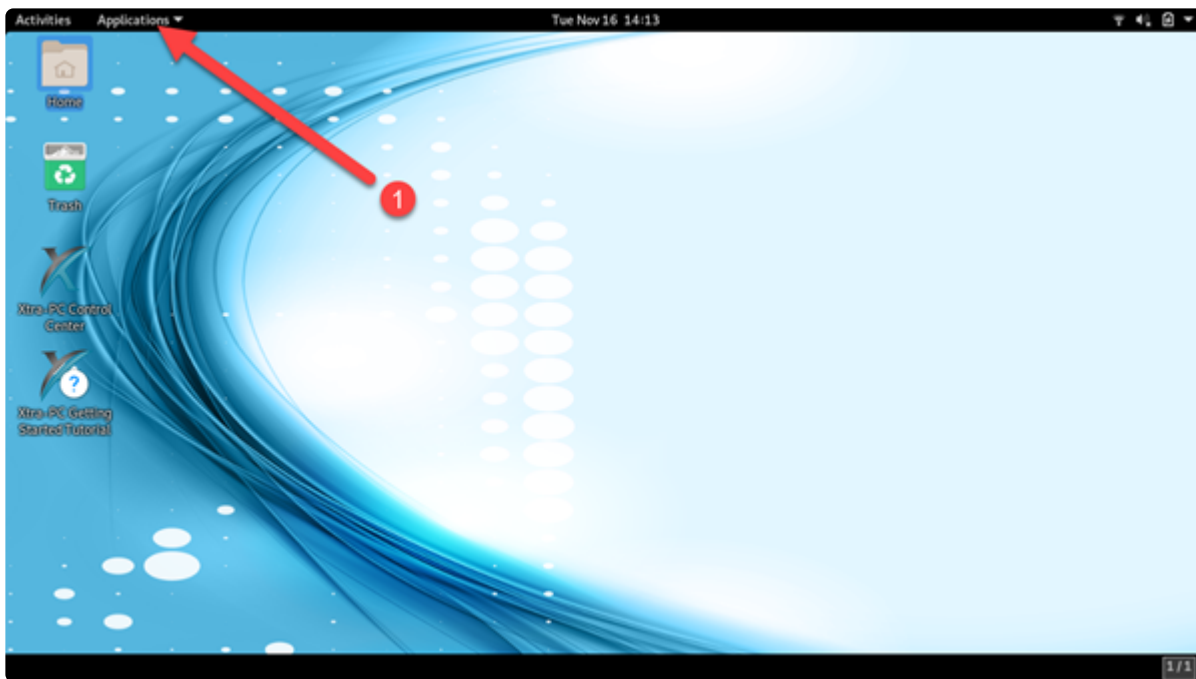 Activities Applications
Tue Nov 16 14:13
Home
Trash
Xtra-PC Control
Center
?
Xtra-PC Getting
Started Tutorial
1
1/1